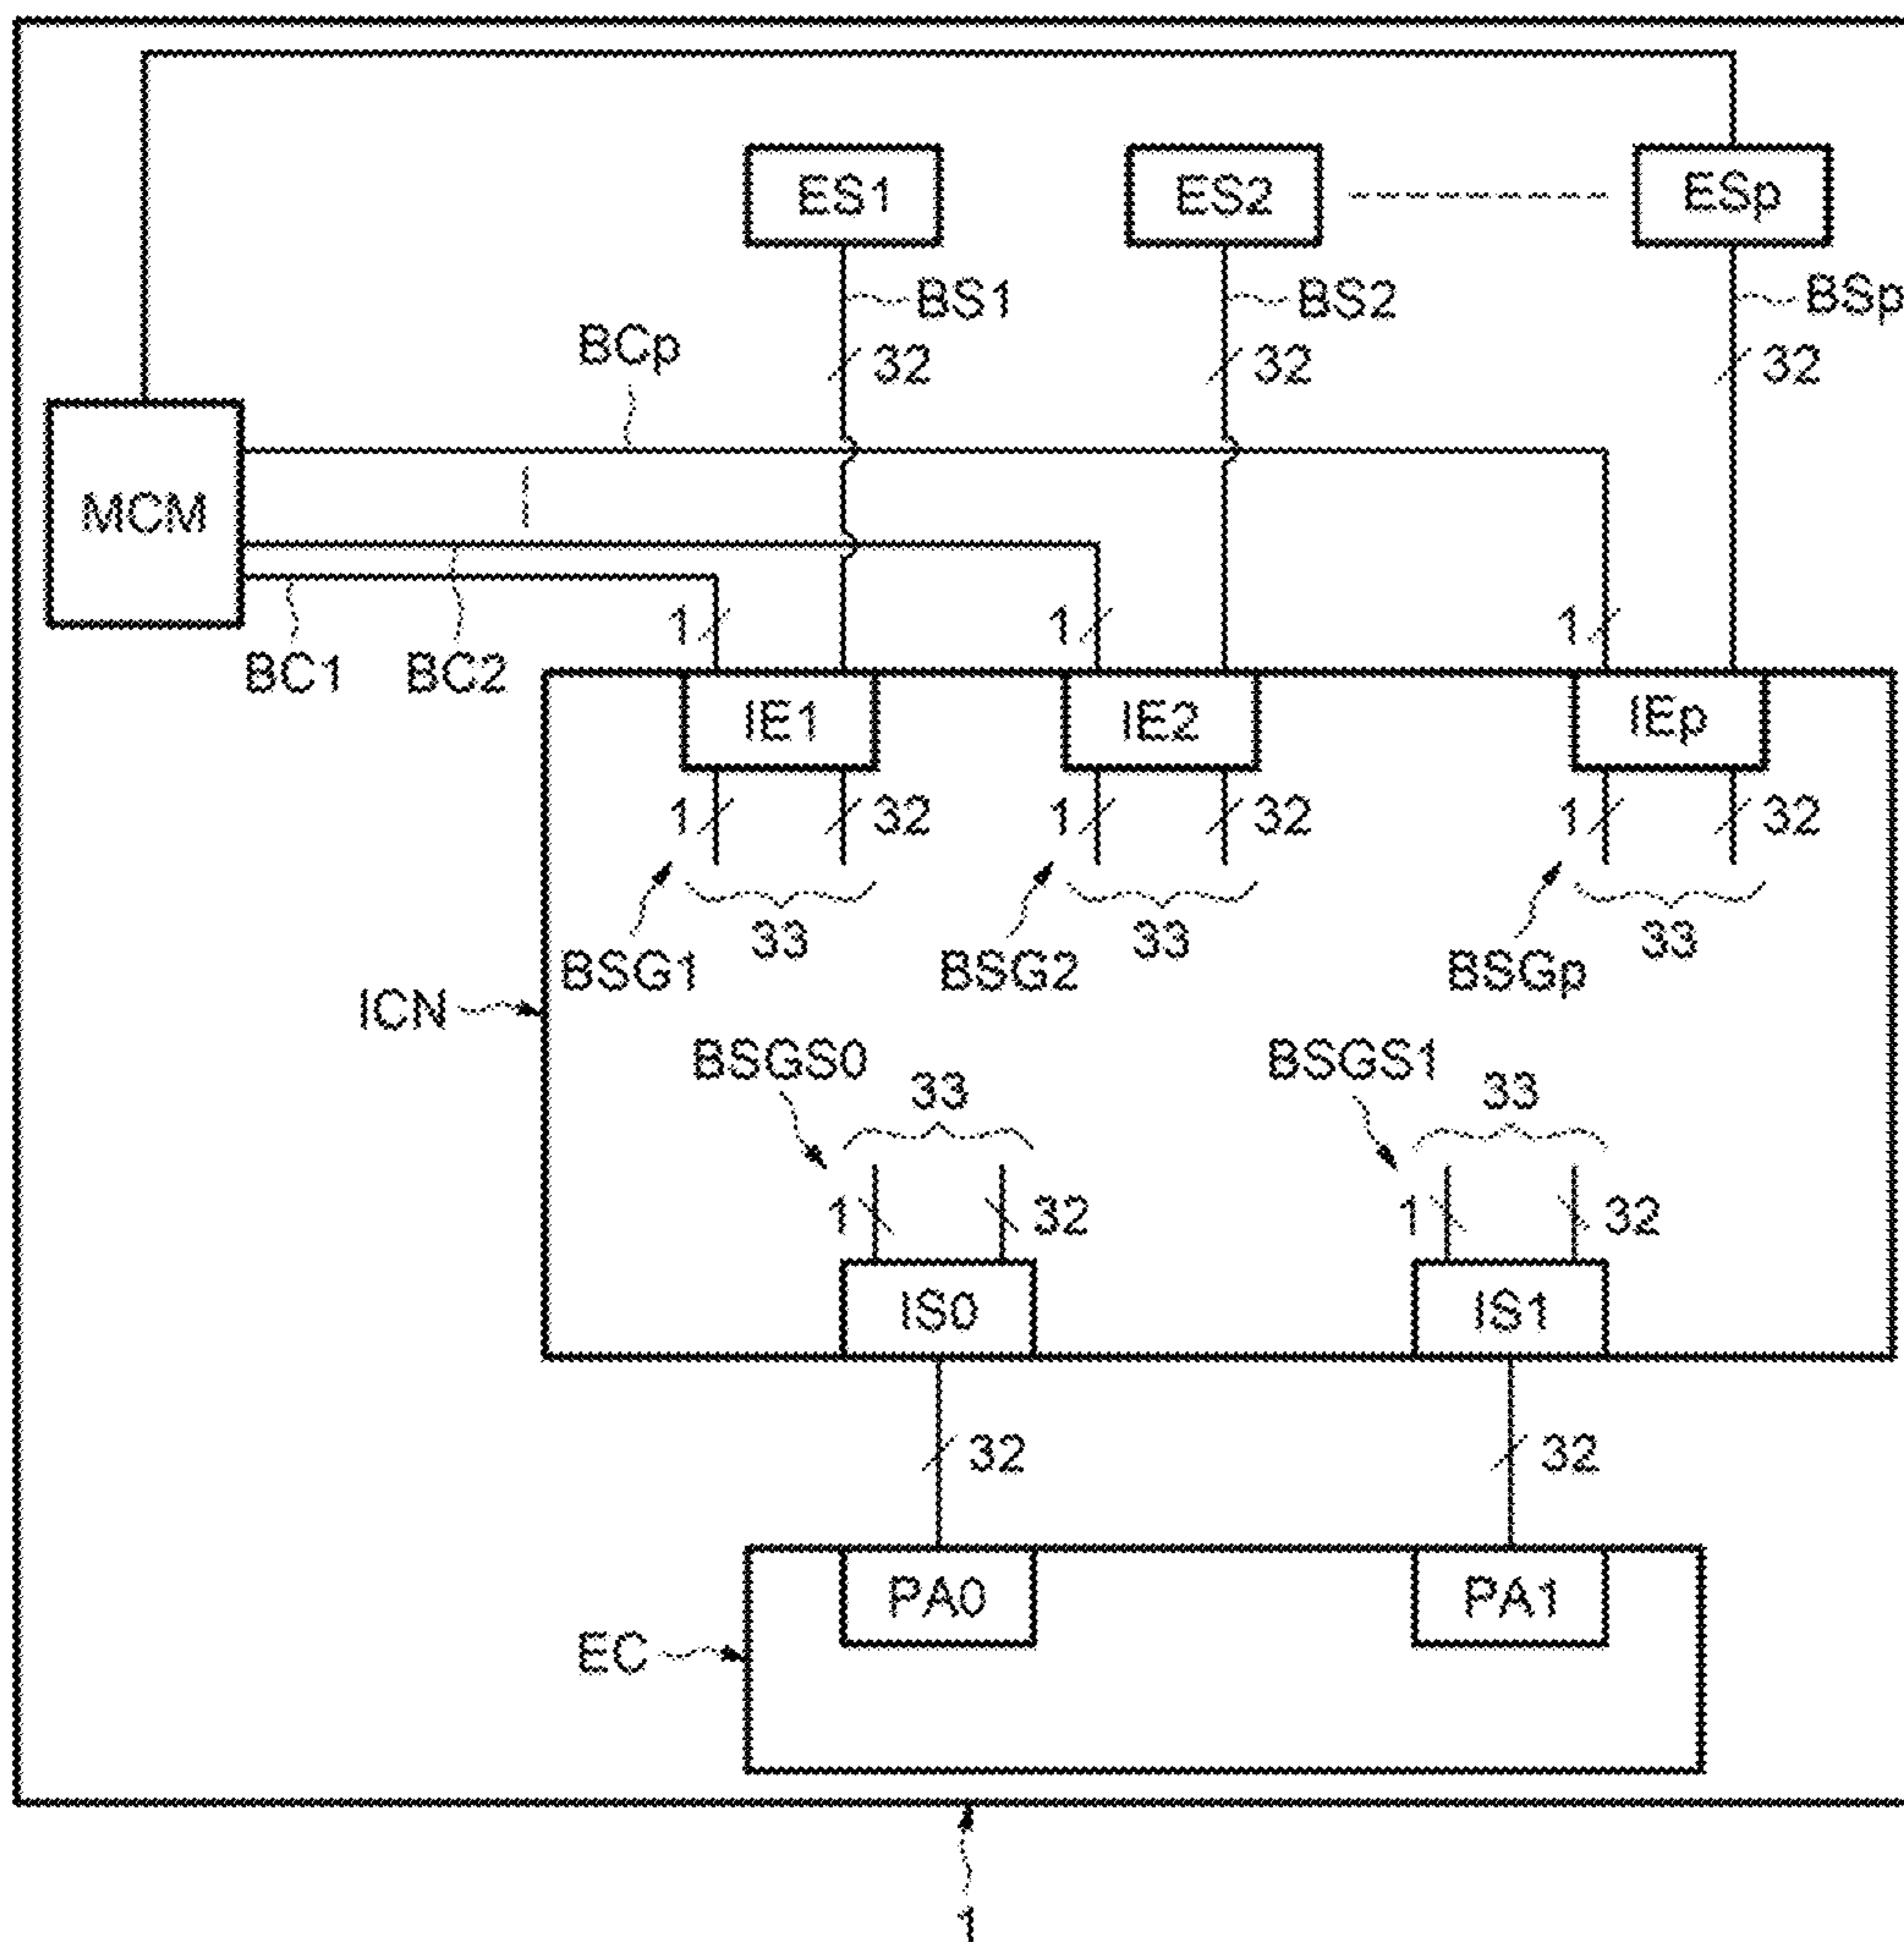 ES1 ES2 ESp
BS1 BS2 BSp
BCp 32 32 32
MCM
1 1 1
BC1 BC2
IE1 IE2 IEp
1 32 1 32 1 32
33 33 33
BSG1 BSG2 BSGp
ICN
BSGS0 BSGS1
33 33
1 32 1 32
IS0 IS1
32 32
PA0 PA1
EC
1